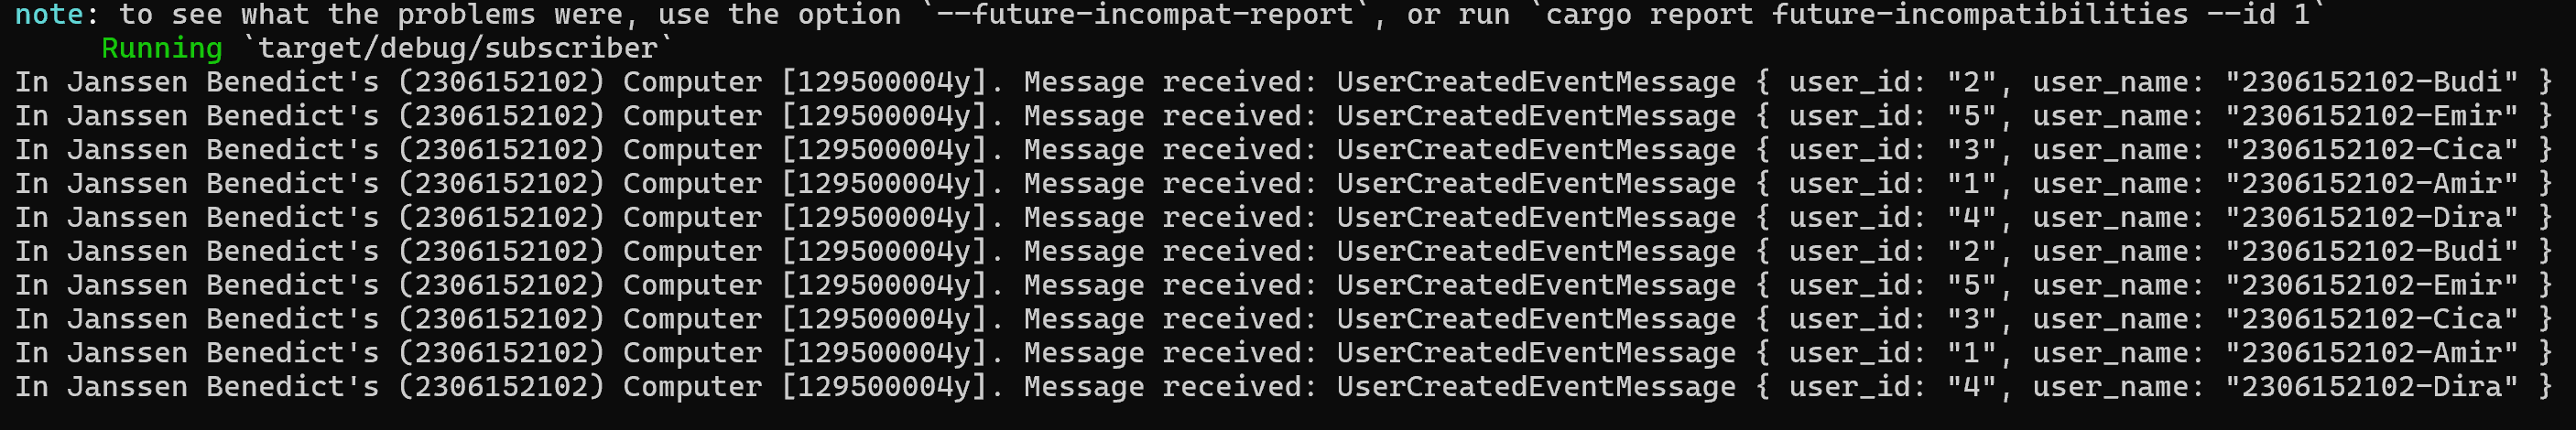 note: to see what the problems were, use the option `--future-incompat-report`, or run `cargo report future-incompatibilities --id 1`
Running `target/debug/subscriber`
In Janssen Benedict's (2306152102) Computer [129500004y]. Message received: UserCreatedEventMessage { user_id: "2", user_name: "2306152102-Budi" }
In Janssen Benedict's (2306152102) Computer [129500004y]. Message received: UserCreatedEventMessage { user_id: "5", user_name: "2306152102-Emir" }
In Janssen Benedict's (2306152102) Computer [129500004y]. Message received: UserCreatedEventMessage { user_id: "3", user_name: "2306152102-Cica" }
In Janssen Benedict's (2306152102) Computer [129500004y]. Message received: UserCreatedEventMessage { user_id: "1", user_name: "2306152102-Amir" }
In Janssen Benedict's (2306152102) Computer [129500004y]. Message received: UserCreatedEventMessage { user_id: "4", user_name: "2306152102-Dira" }
In Janssen Benedict's (2306152102) Computer [129500004y]. Message received: UserCreatedEventMessage { user_id: "2", user_name: "2306152102-Budi" }
In Janssen Benedict's (2306152102) Computer [129500004y]. Message received: UserCreatedEventMessage { user_id: "5", user_name: "2306152102-Emir" }
In Janssen Benedict's (2306152102) Computer [129500004y]. Message received: UserCreatedEventMessage { user_id: "3", user_name: "2306152102-Cica" }
In Janssen Benedict's (2306152102) Computer [129500004y]. Message received: UserCreatedEventMessage { user_id: "1", user_name: "2306152102-Amir" }
In Janssen Benedict's (2306152102) Computer [129500004y]. Message received: UserCreatedEventMessage { user_id: "4", user_name: "2306152102-Dira" }